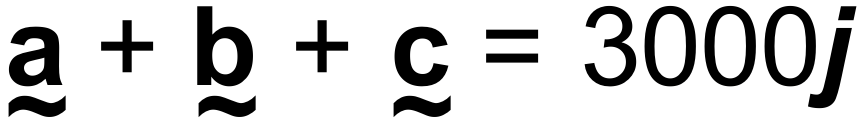 a̰ + b̰ + c̰ = 3000j